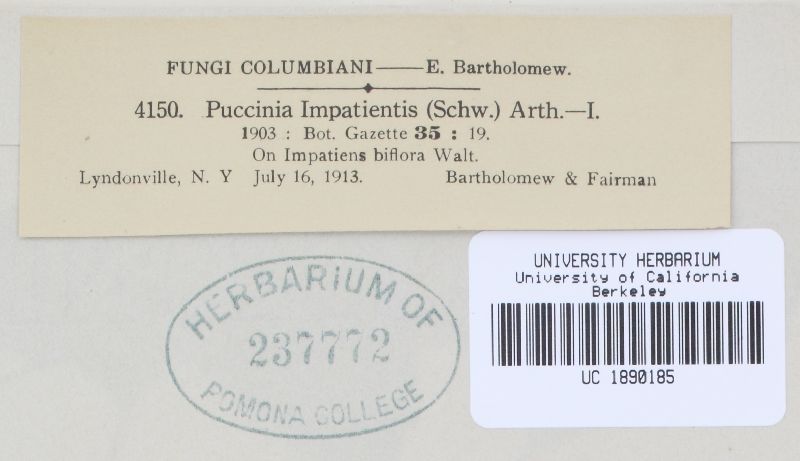 FUNGI COLUMBIANI——E. Bartholomew.
4150. Puccinia Impatientis (Schw.) Arth.—I.
1903 : Bot. Gazette 35 : 19.
On Impatiens biflora Walt.
Lyndonville, N. Y July 16, 1913. Bartholomew & Fairman
HERBARIUM OF
237772
POMONA COLLEGE
UNIVERSITY HERBARIUM
University of California
Berkeley
UC 1890185